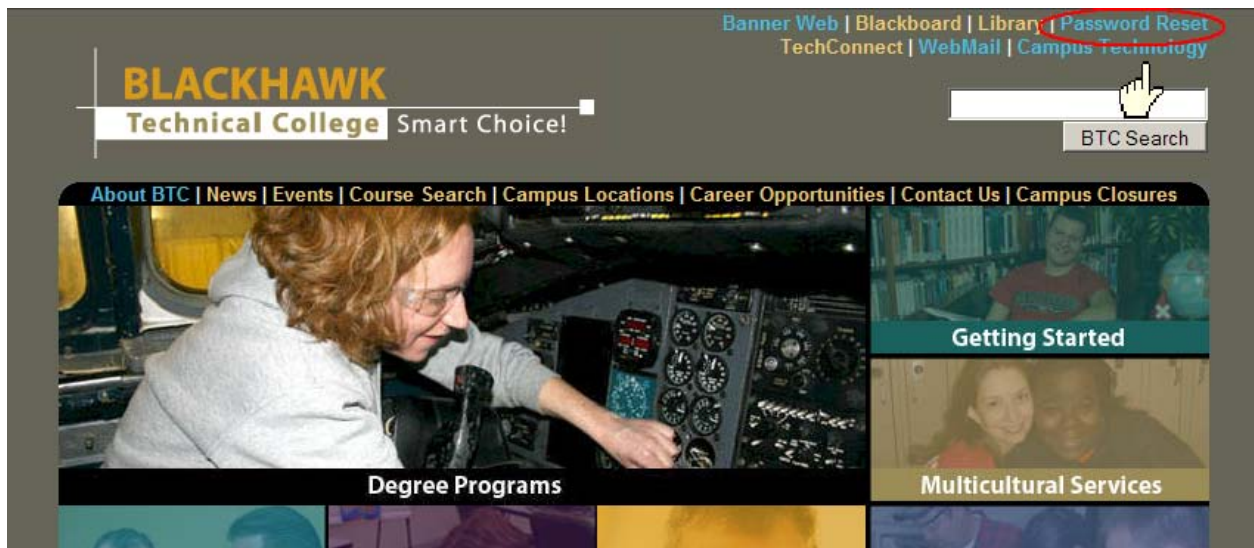 Banner Web | Blackboard | Library | Password Reset
TechConnect | WebMail | Campus Technology
BLACKHAWK
Technical College Smart Choice!
BTC Search
About BTC | News | Events | Course Search | Campus Locations | Career Opportunities | Contact Us | Campus Closures
Getting Started
Degree Programs
Multicultural Services